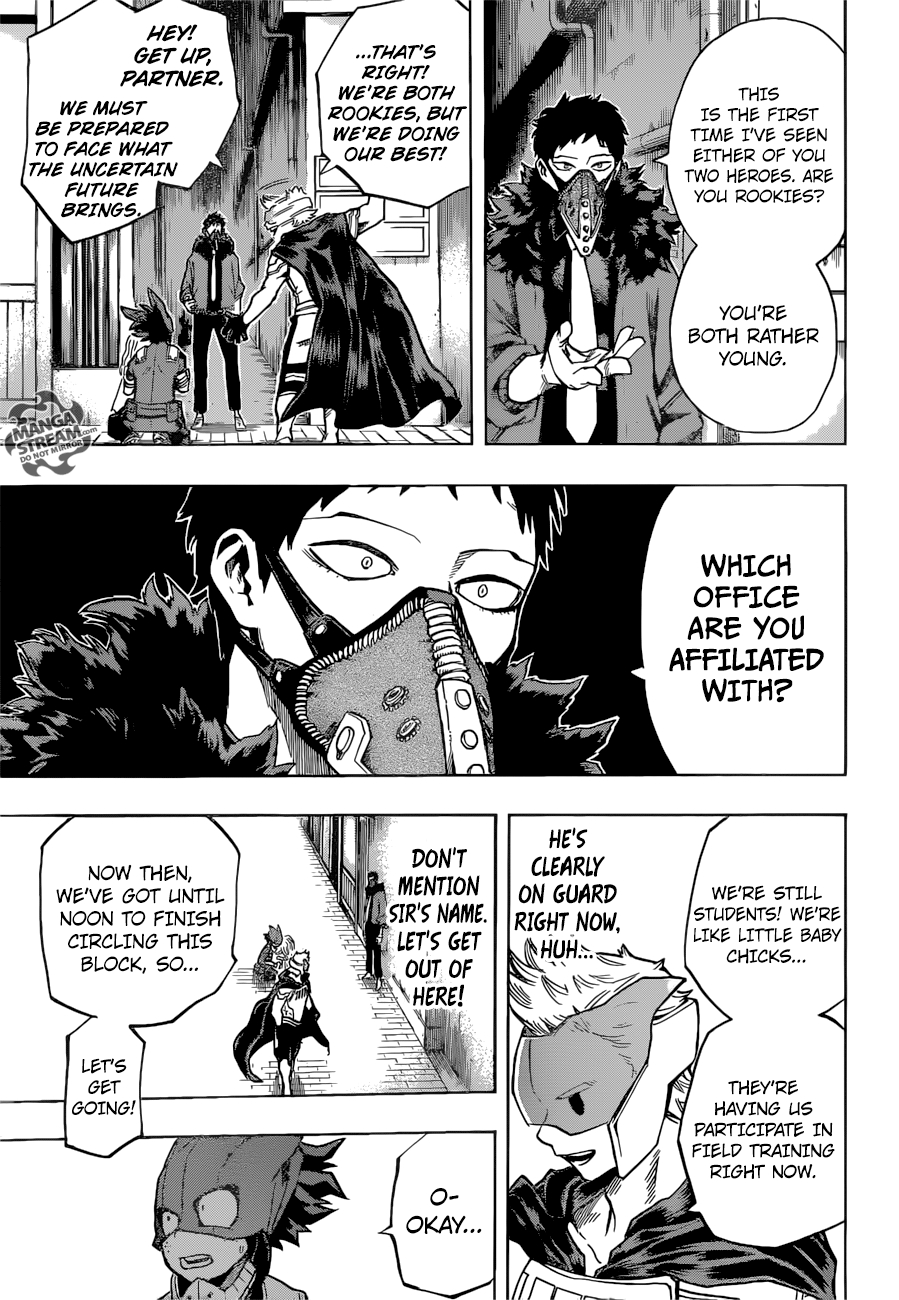 THIS
IS THE FIRST
TIME I'VE SEEN
EITHER OF YOU
TWO HEROES. ARE
YOU ROOKIES?
YOU'RE
BOTH RATHER
YOUNG.
...THAT'S
RIGHT!
WE'RE BOTH
ROOKIES, BUT
WE'RE DOING
OUR BEST!
HEY!
GET UP,
PARTNER.
WE MUST
BE PREPARED
TO FACE WHAT
THE UNCERTAIN
FUTURE
BRINGS.
MANGA
STREAM.com
DO NOT MIRROR
WHICH
OFFICE
ARE YOU
AFFILIATED
WITH?
WE'RE STILL
STUDENTS! WE'RE
LIKE LITTLE BABY
CHICKS...
HE'S
CLEARLY
ON GUARD
RIGHT NOW,
HUH...
THEY'RE
HAVING US
PARTICIPATE IN
FIELD TRAINING
RIGHT NOW.
DON'T
MENTION
SIR'S NAME.
LET'S GET
OUT OF
HERE!
NOW THEN,
WE'VE GOT UNTIL
NOON TO FINISH
CIRCLING THIS
BLOCK, SO...
LET'S
GET
GOING!
O-
OKAY...